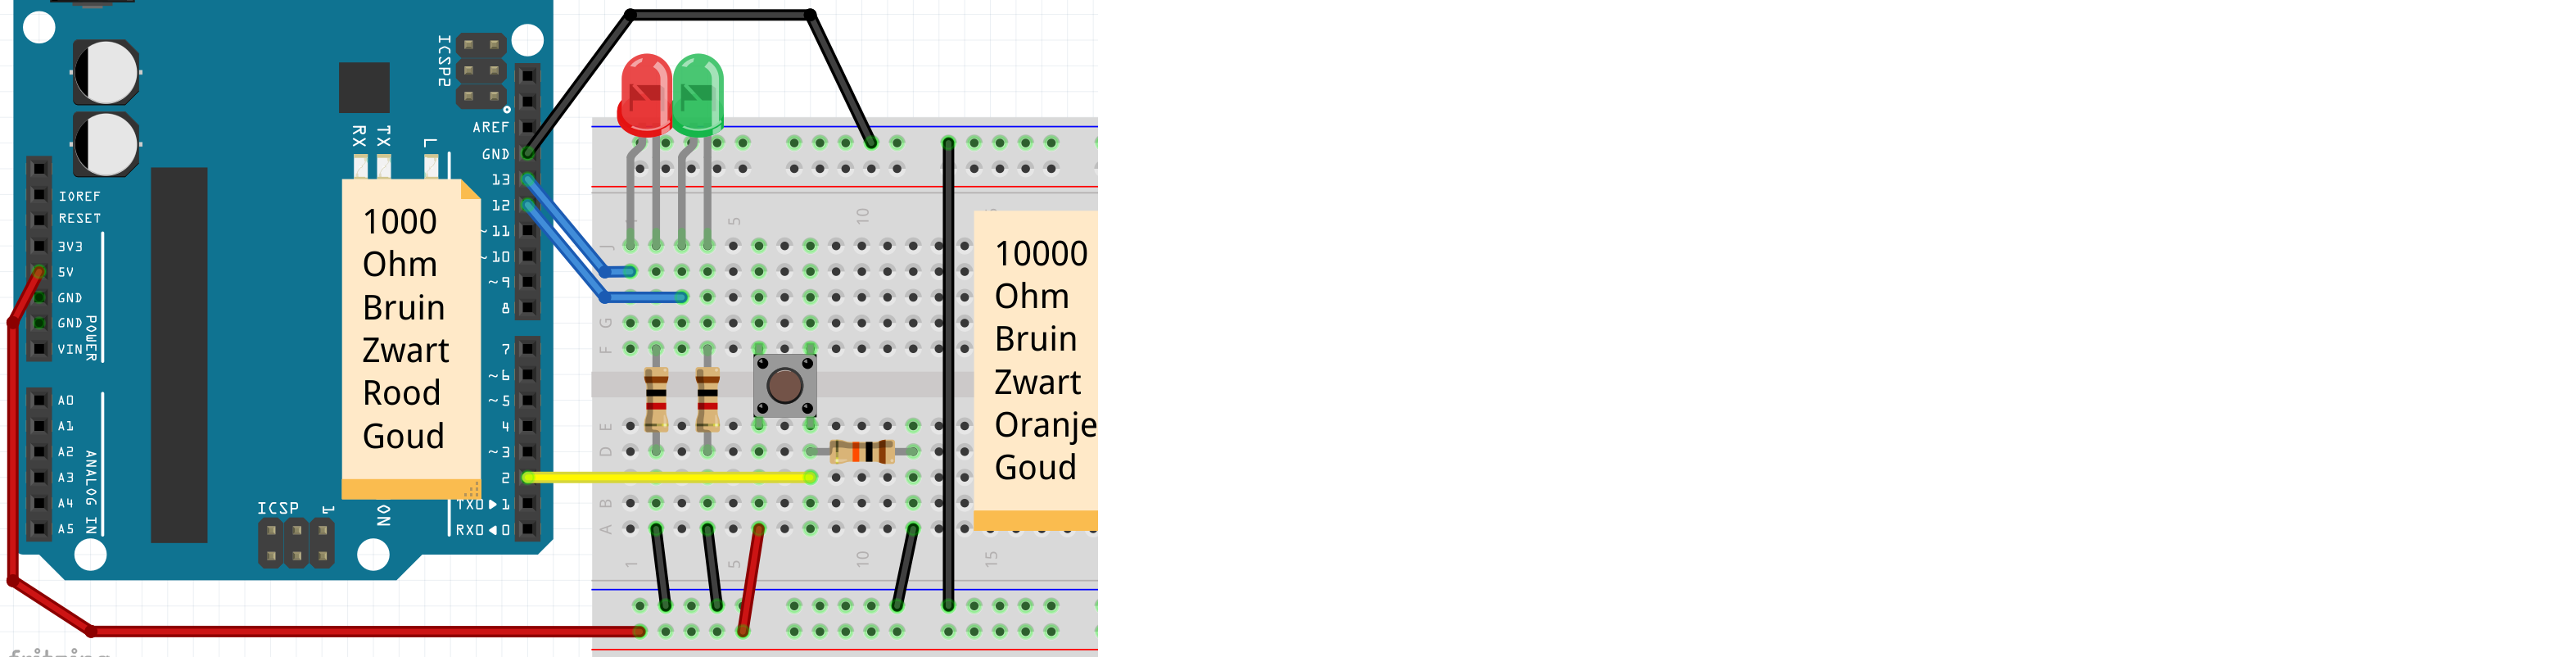 ICSP2
RX
TX
L
AREF
GND
13
12
~11
~10
~9
8
7
~6
~5
4
~3
2
TX0▶1
RX0◀0
IOREF
RESET
3V3
5V
GND
GND
VIN
POWER
A0
A1
A2
A3
A4
A5
ANALOG IN
ICSP
1
ON
1000
Ohm
Bruin
Zwart
Rood
Goud
5
10
J
G
F
E
D
B
A
1
5
10
15
10000
Ohm
Bruin
Zwart
Oranje
Goud